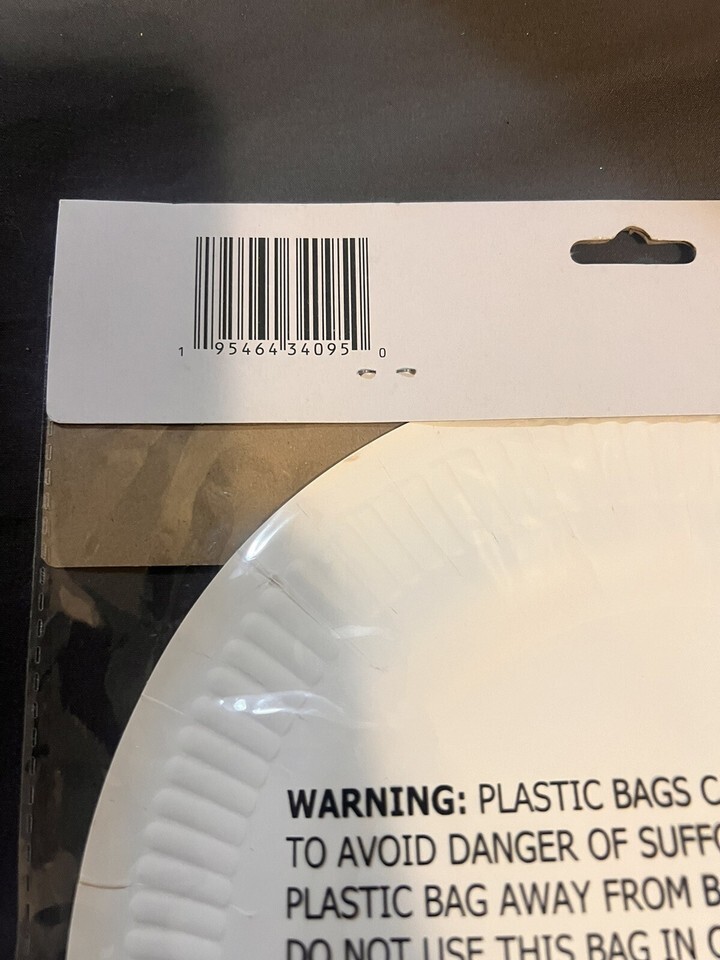 1 95464 34095 0
WARNING: PLASTIC BAGS
TO AVOID DANGER OF
PLASTIC BAG AWAY FROM
DO NOT USE THIS BAG IN